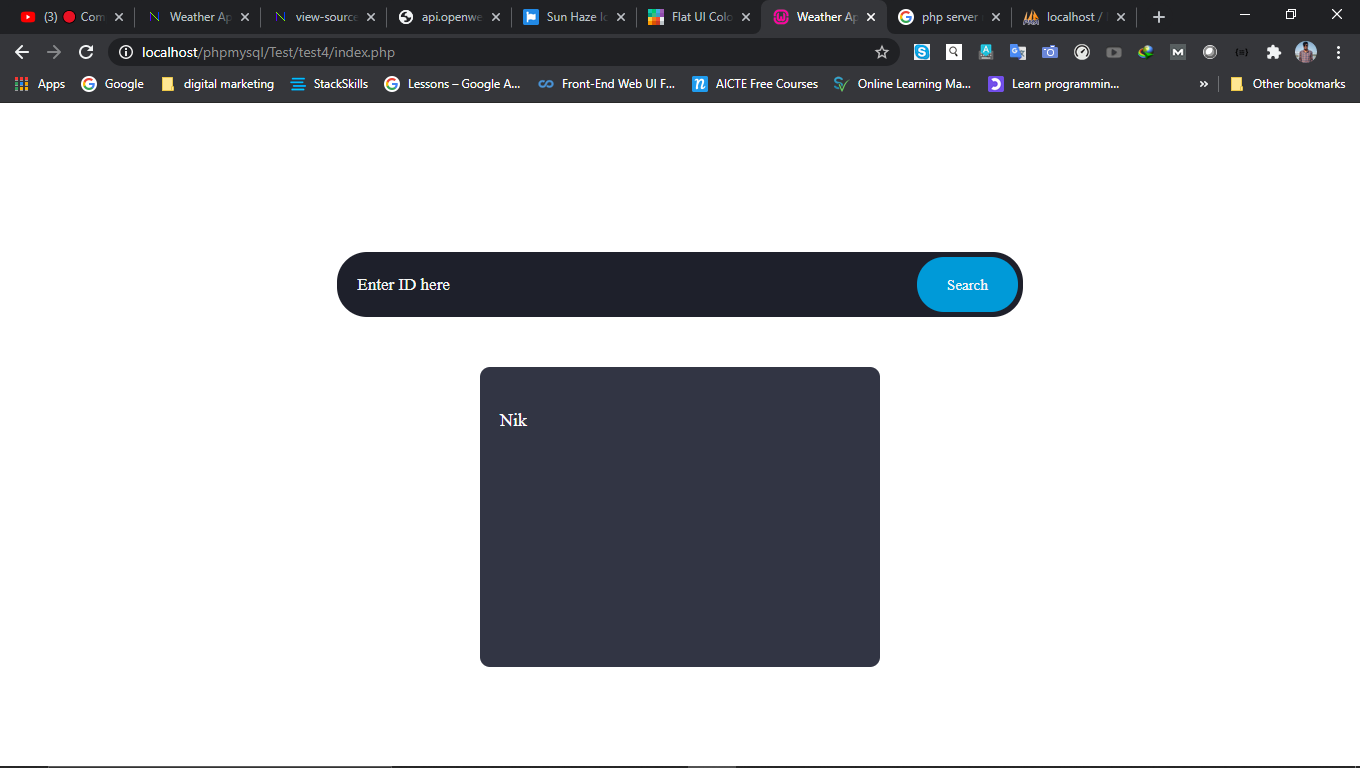 (3) Com
Weather Ap
view-source
api.openwe
Sun Haze Ic
Flat UI Colo
Weather Ap
php server
localhost /
localhost/phpmysql/Test/test4/index.php
Apps
Google
digital marketing
StackSkills
Lessons – Google A...
Front-End Web UI F...
AICTE Free Courses
Online Learning Ma...
Learn programmin...
»
Other bookmarks
Enter ID here
Search
Nik